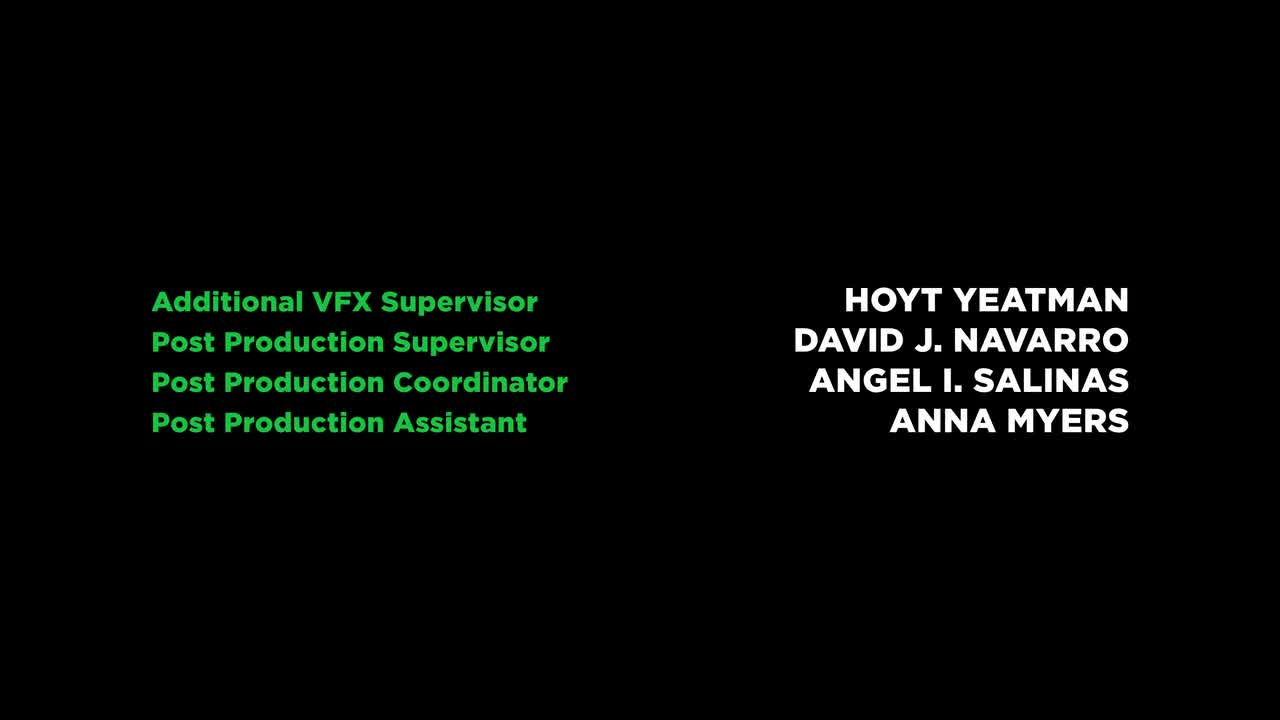 Additional VFX Supervisor HOYT YEATMAN
Post Production Supervisor DAVID J. NAVARRO
Post Production Coordinator ANGEL I. SALINAS
Post Production Assistant ANNA MYERS